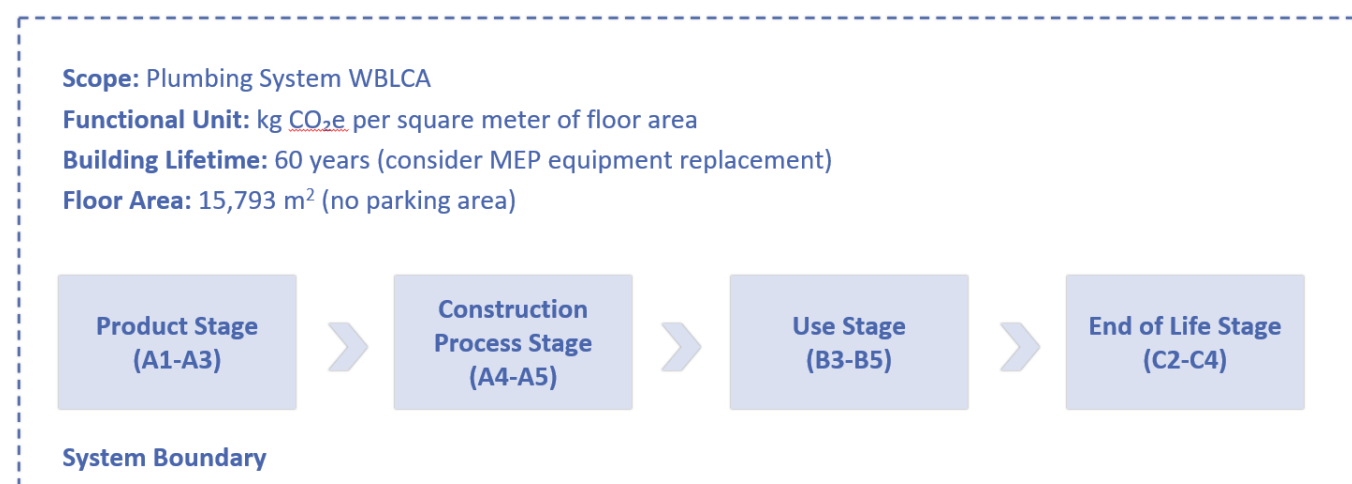 Scope: Plumbing System WBLCA
Functional Unit: kg CO₂e per square meter of floor area
Building Lifetime: 60 years (consider MEP equipment replacement)
Floor Area: 15,793 m² (no parking area)
Product Stage
(A1-A3)
Construction
Process Stage
(A4-A5)
Use Stage
(B3-B5)
End of Life Stage
(C2-C4)
System Boundary